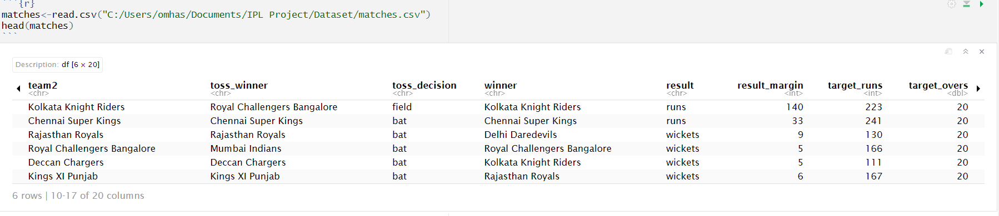 ```{r}
matches<-read.csv("C:/Users/omhas/Documents/IPL Project/Dataset/matches.csv")
head(matches)
```
Description: df [6 × 20]
team2 toss_winner toss_decision winner result result_margin target_runs target_overs
<chr> <chr> <chr> <chr> <chr> <int> <int> <dbl>
Kolkata Knight Riders Royal Challengers Bangalore field Kolkata Knight Riders runs 140 223 20
Chennai Super Kings Chennai Super Kings bat Chennai Super Kings runs 33 241 20
Rajasthan Royals Rajasthan Royals bat Delhi Daredevils wickets 9 130 20
Royal Challengers Bangalore Mumbai Indians bat Royal Challengers Bangalore wickets 5 166 20
Deccan Chargers Deccan Chargers bat Kolkata Knight Riders wickets 5 111 20
Kings XI Punjab Kings XI Punjab bat Rajasthan Royals wickets 6 167 20
6 rows | 10-17 of 20 columns